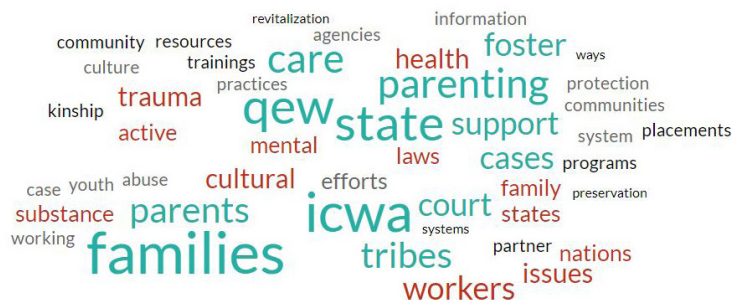 revitalization
information
community resources
agencies
foster
culture
trainings
care
health
ways
practices
parenting
protection
trauma
qew
communities
kinship
state
support
active
system
placements
mental
laws
cases
programs
case youth abuse
cultural
efforts
family
preservation
substance
parents
icwa
court
states
working
systems
families
tribes
partner
nations
issues
workers